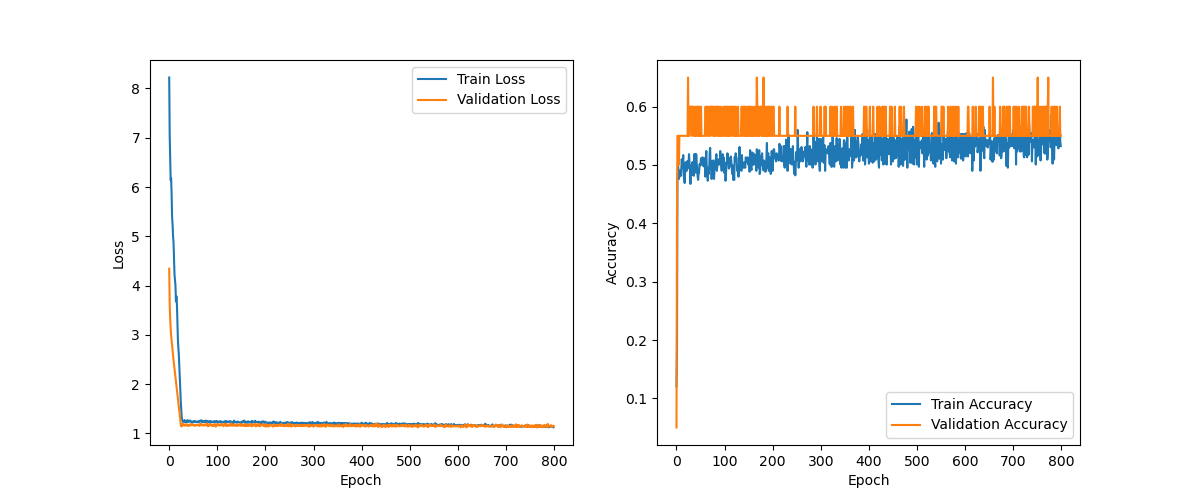 Train Loss
Validation Loss
8
7
6
5
4
3
2
1
Loss
0 100 200 300 400 500 600 700 800
Epoch
0.6
0.5
0.4
0.3
0.2
0.1
Accuracy
Train Accuracy
Validation Accuracy
0 100 200 300 400 500 600 700 800
Epoch